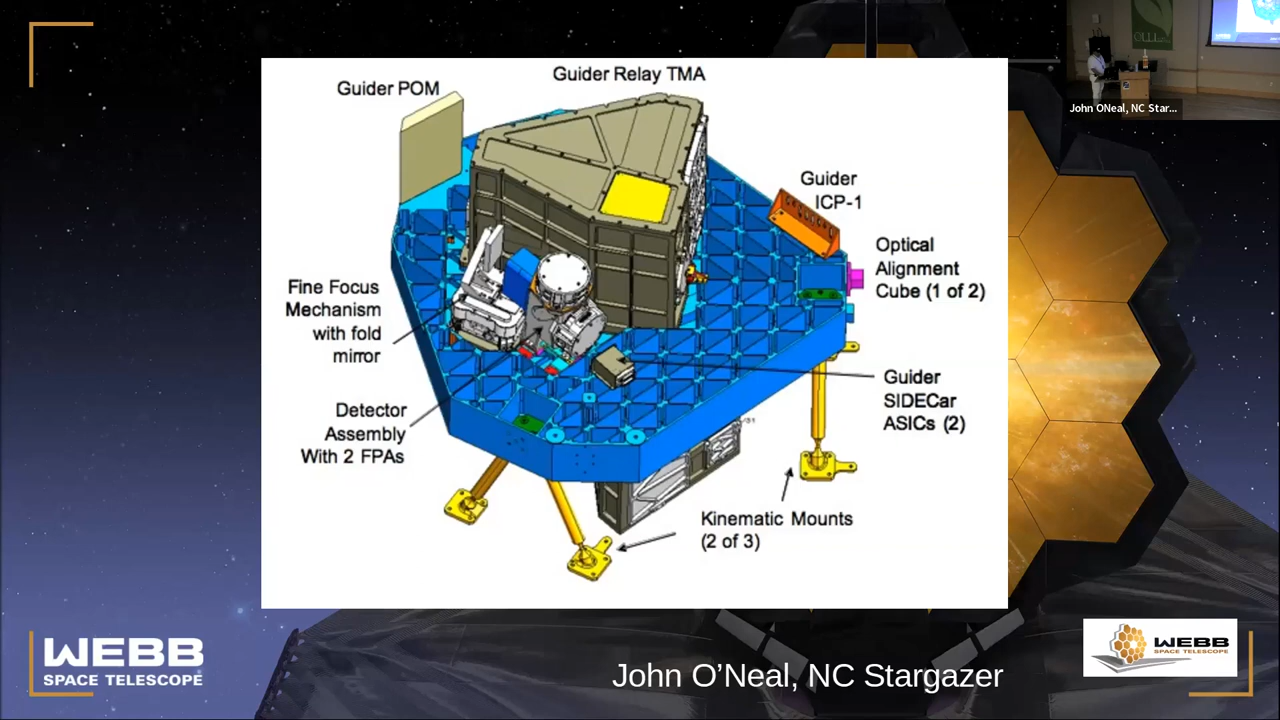 Guider POM
Guider Relay TMA
Guider
ICP-1
Optical
Alignment
Cube (1 of 2)
Fine Focus
Mechanism
with fold
mirror
Guider
SIDECar
ASICs (2)
Detector
Assembly
With 2 FPAs
Kinematic Mounts
(2 of 3)
John ONeal, NC Star...
WEBB
SPACE TELESCOPE
John O’Neal, NC Stargazer
WEBB
SPACE TELESCOPE